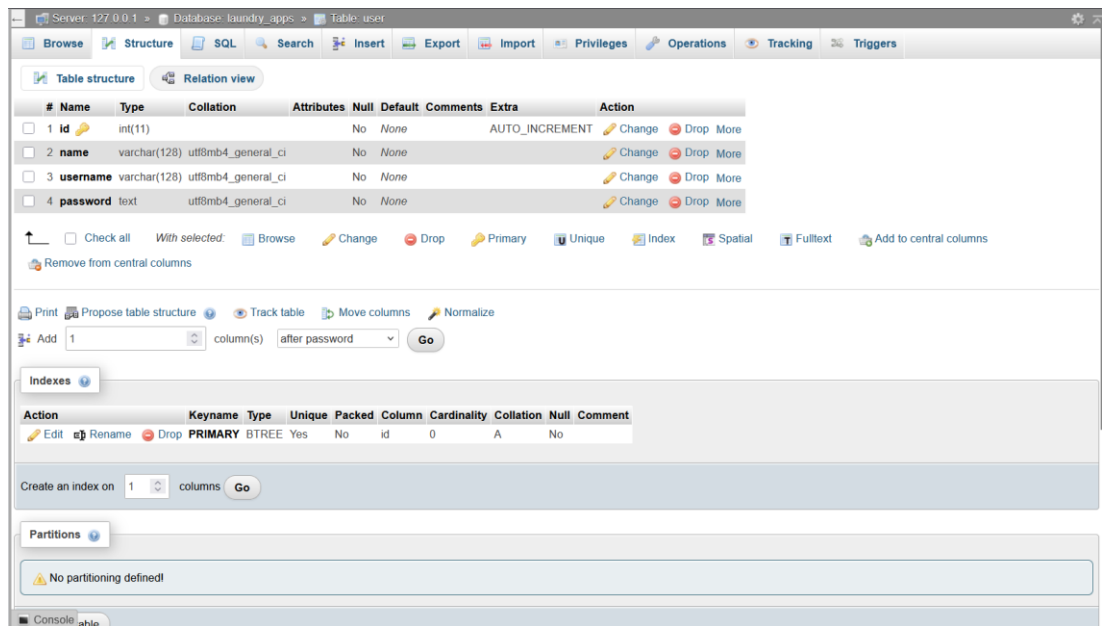 Server: 127.0.0.1 » Database: laundry_apps » Table: user
Browse Structure SQL Search Insert Export Import Privileges Operations Tracking Triggers
Table structure Relation view
# Name Type Collation Attributes Null Default Comments Extra Action
1 id int(11) No None AUTO_INCREMENT Change Drop More
2 name varchar(128) utf8mb4_general_ci No None Change Drop More
3 username varchar(128) utf8mb4_general_ci No None Change Drop More
4 password text utf8mb4_general_ci No None Change Drop More
Check all With selected: Browse Change Drop Primary Unique Index Spatial Fulltext Add to central columns
Remove from central columns
Print Propose table structure Track table Move columns Normalize
Add 1 column(s) after password Go
Indexes
Action Keyname Type Unique Packed Column Cardinality Collation Null Comment
Edit Rename Drop PRIMARY BTREE Yes No id 0 A No
Create an index on 1 columns Go
Partitions
No partitioning defined!
Console